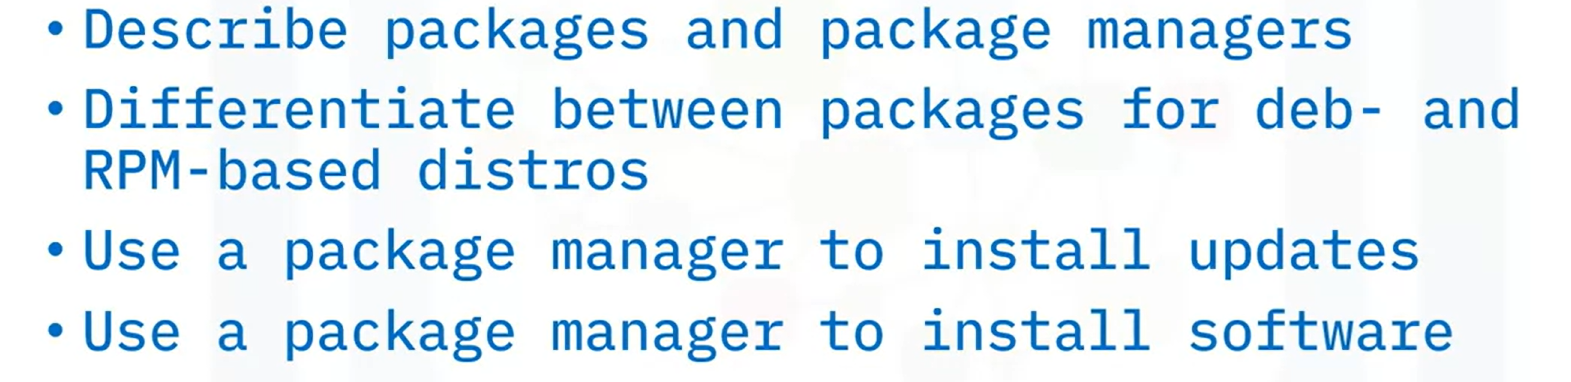 • Describe packages and package managers
• Differentiate between packages for deb- and
RPM-based distros
• Use a package manager to install updates
• Use a package manager to install software